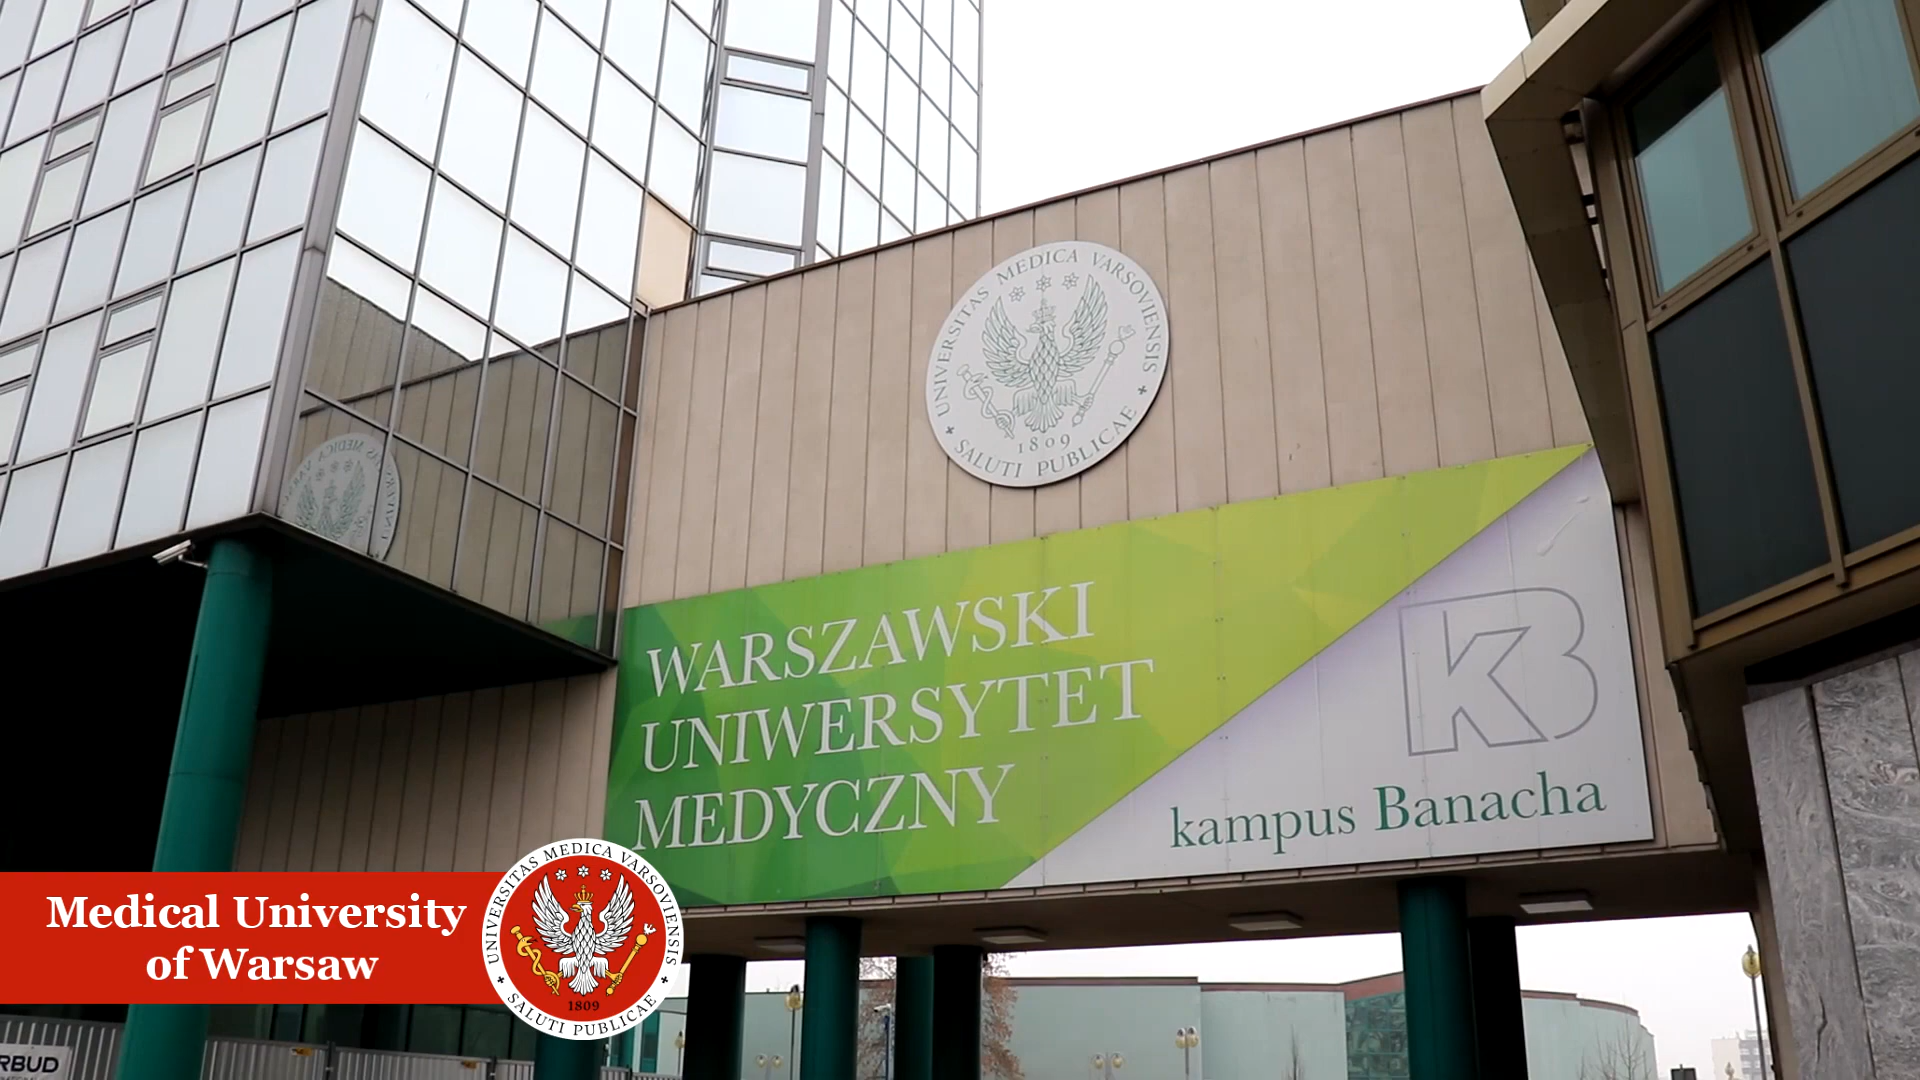 UNIVERSITAS MEDICA VARSOVIENSIS
1809
SALUTI PUBLICAE
WARSZAWSKI
UNIWERSYTET
MEDYCZNY
KB
kampus Banacha
Medical University
of Warsaw
UNIVERSITAS MEDICA VARSOVIENSIS
1809
SALUTI PUBLICAE
RBUD